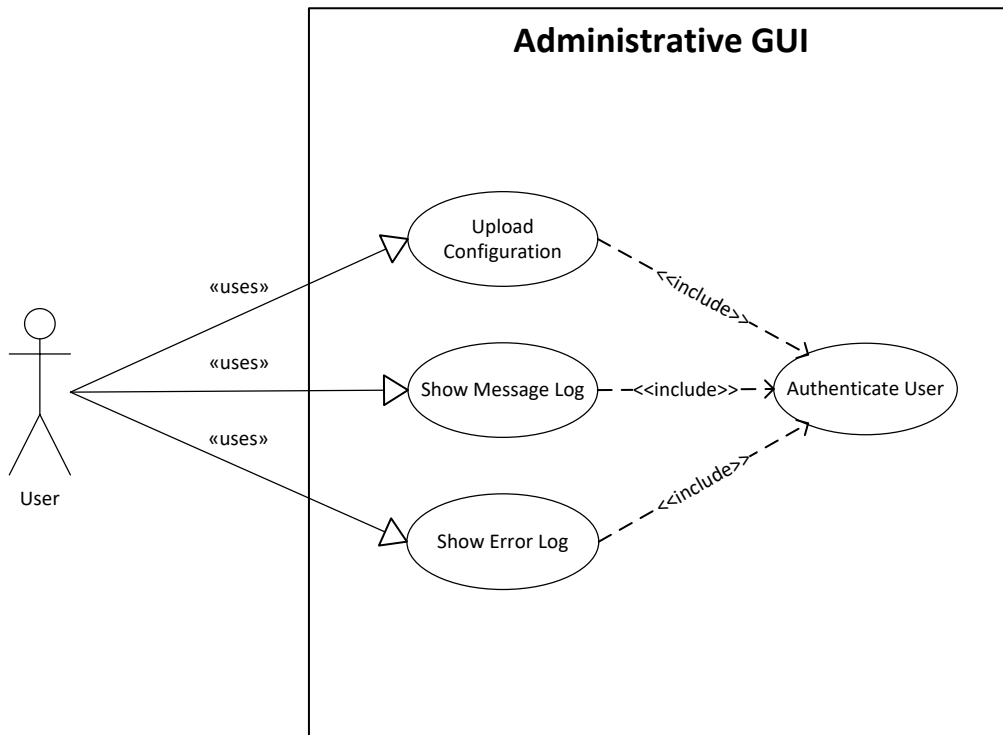 Administrative GUI
Upload
Configuration
«uses»
<<include>>
«uses»
Show Message Log
<<include>>
Authenticate User
«uses»
<<include>>
User
Show Error Log